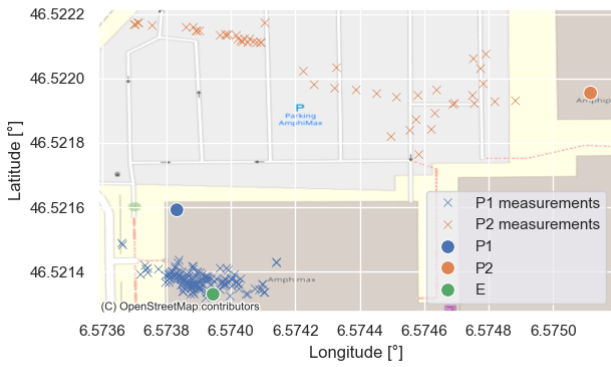 46.5222
46.5220
46.5218
46.5216
46.5214
Latitude [°]
P
Parking
AmphiMax
Amphip
Amphimax
P1 measurements
P2 measurements
P1
P2
E
(C) OpenStreetMap contributors
6.5736 6.5738 6.5740 6.5742 6.5744 6.5746 6.5748 6.5750
Longitude [°]